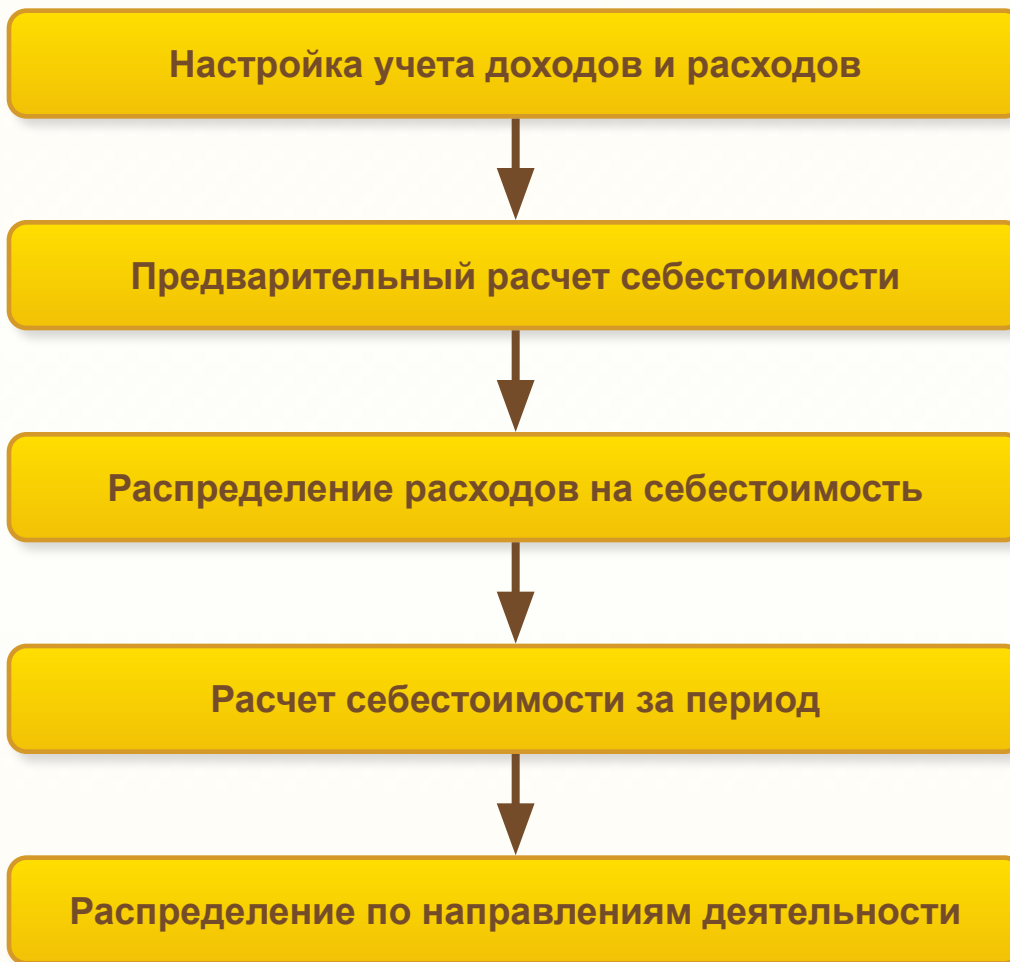 Настройка учета доходов и расходов
Предварительный расчет себестоимости
Распределение расходов на себестоимость
Расчет себестоимости за период
Распределение по направлениям деятельности